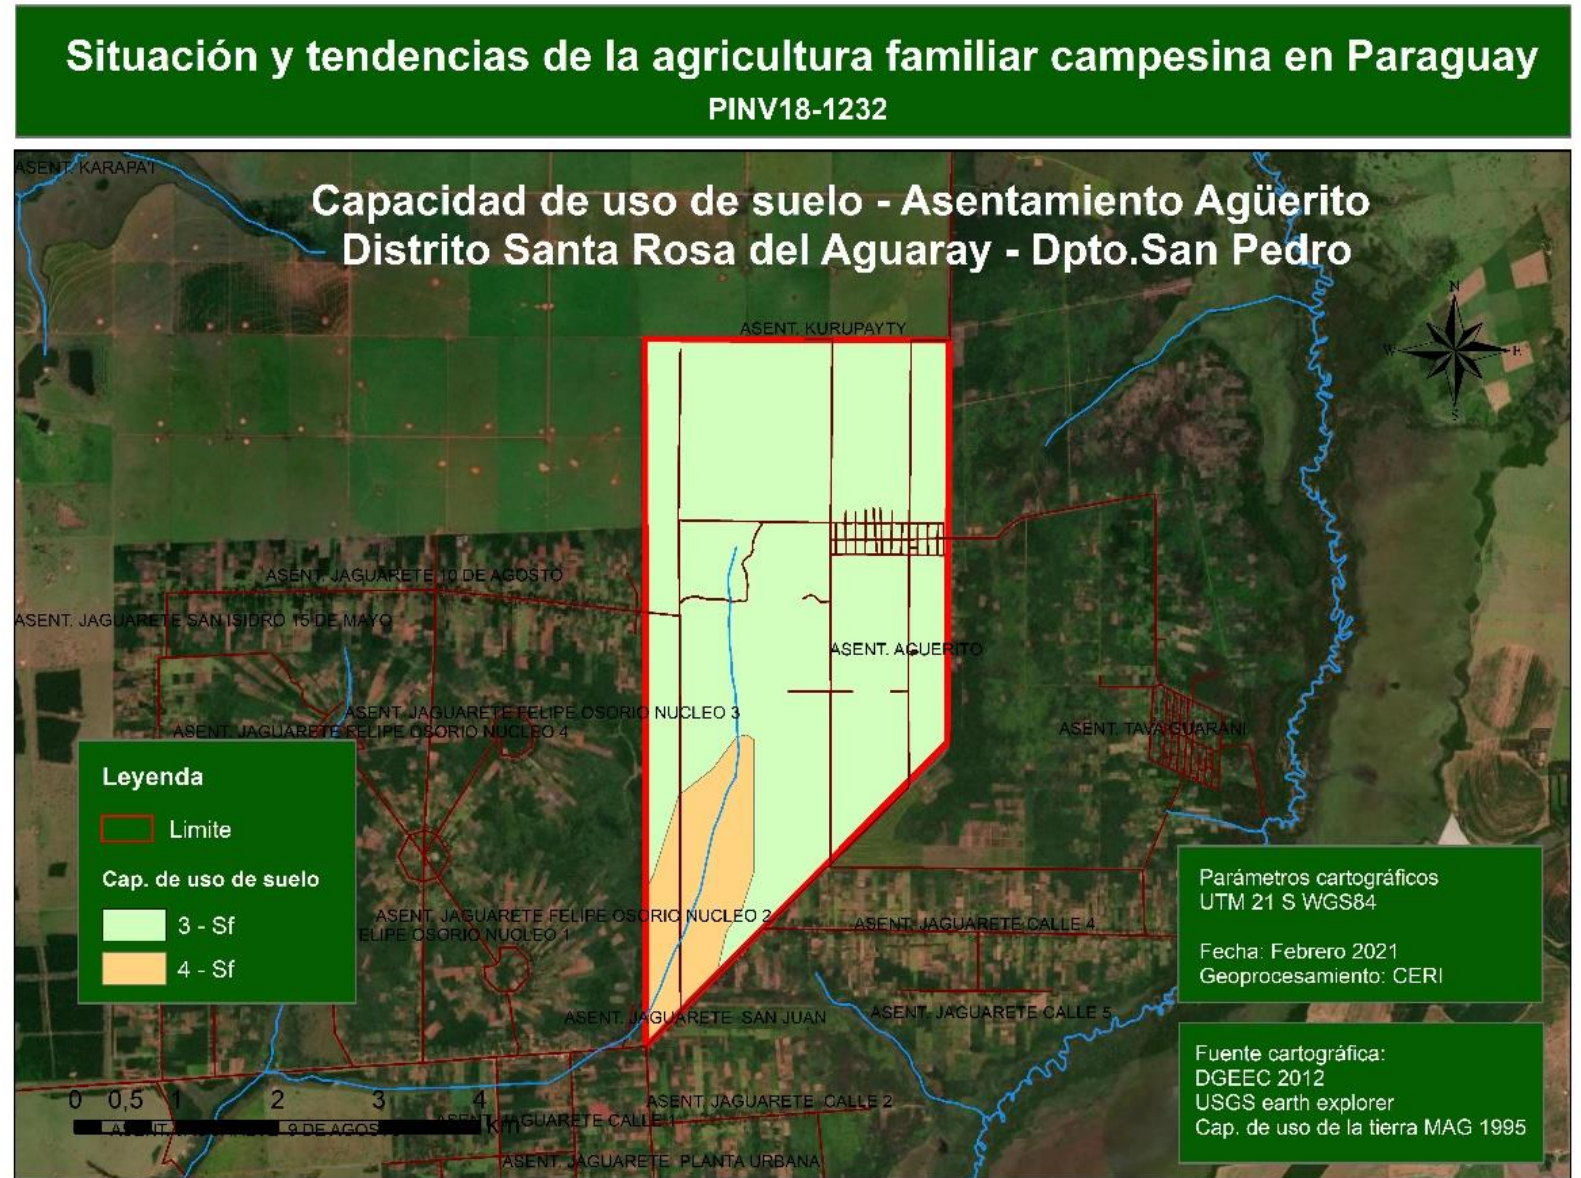 Situación y tendencias de la agricultura familiar campesina en Paraguay
PINV18-1232
ASENT. KARAPA'I
Capacidad de uso de suelo - Asentamiento Agüerito
Distrito Santa Rosa del Aguaray - Dpto.San Pedro
N
W
E
S
ASENT. KURUPAYTY
ASENT. JAGUARETE 10 DE AGOSTO
ASENT. JAGUARETE SAN ISIDRO 15 DE MAYO
ASENT. AGUERITO
ASENT. JAGUARETE FELIPE OSORIO NUCLEO 3
ASENT. JAGUARETE FELIPE OSORIO NUCLEO 4
ASENT. TAVA GUARANI
Leyenda
Limite
Cap. de uso de suelo
3 - Sf
4 - Sf
ASENT. JAGUARETE FELIPE OSORIO NUCLEO 2
ELIPE OSORIO NUCLEO 1
ASENT. JAGUARETE CALLE 4
ASENT. JAGUARETE SAN JUAN
ASENT. JAGUARETE CALLE 5
Parámetros cartográficos
UTM 21 S WGS84
Fecha: Febrero 2021
Geoprocesamiento: CERI
Fuente cartográfica:
DGEEC 2012
USGS earth explorer
Cap. de uso de la tierra MAG 1995
0 0,5 1 2 3 4
km
ASENT. JAGUARETE CALLE 2
ASENT. JAGUARETE CALLE 1
9 DE AGOSTO
ASENT. JAGUARETE PLANTA URBANA